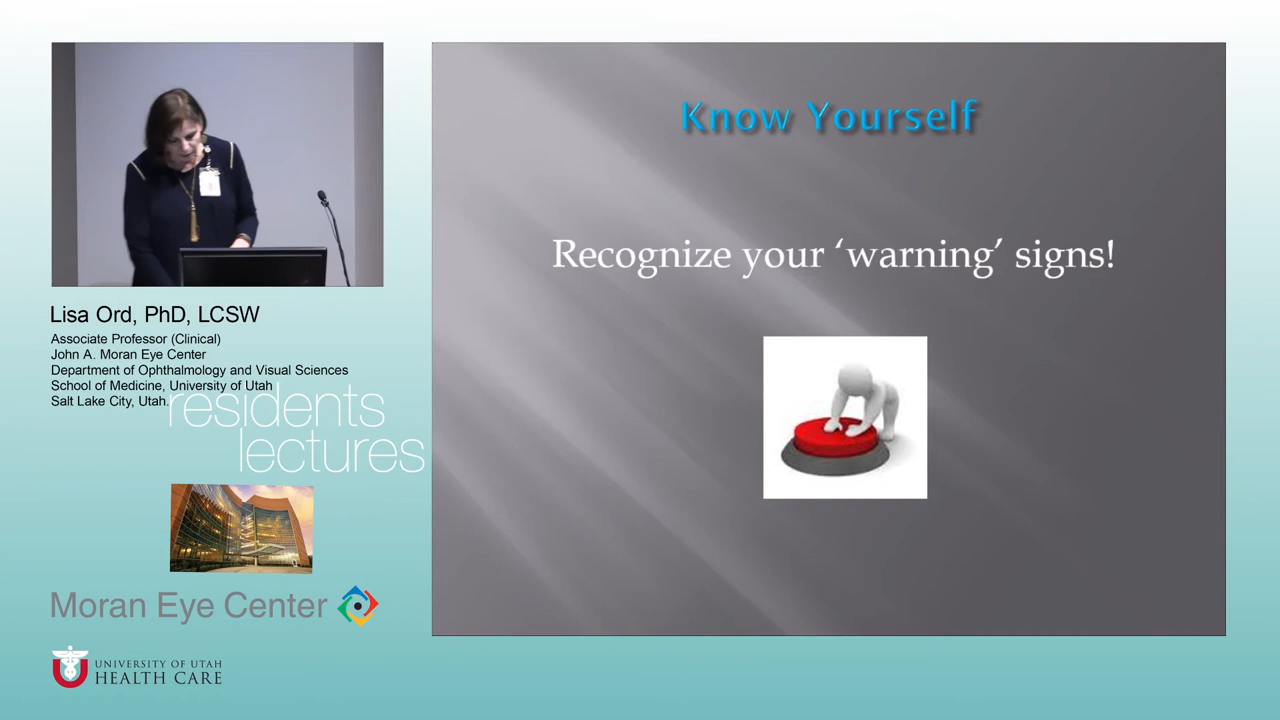 Know Yourself
Recognize your ‘warning’ signs!
Lisa Ord, PhD, LCSW
Associate Professor (Clinical)
John A. Moran Eye Center
Department of Ophthalmology and Visual Sciences
School of Medicine, University of Utah
Salt Lake City, Utah.
residents
lectures
Moran Eye Center
UNIVERSITY OF UTAH
HEALTH CARE